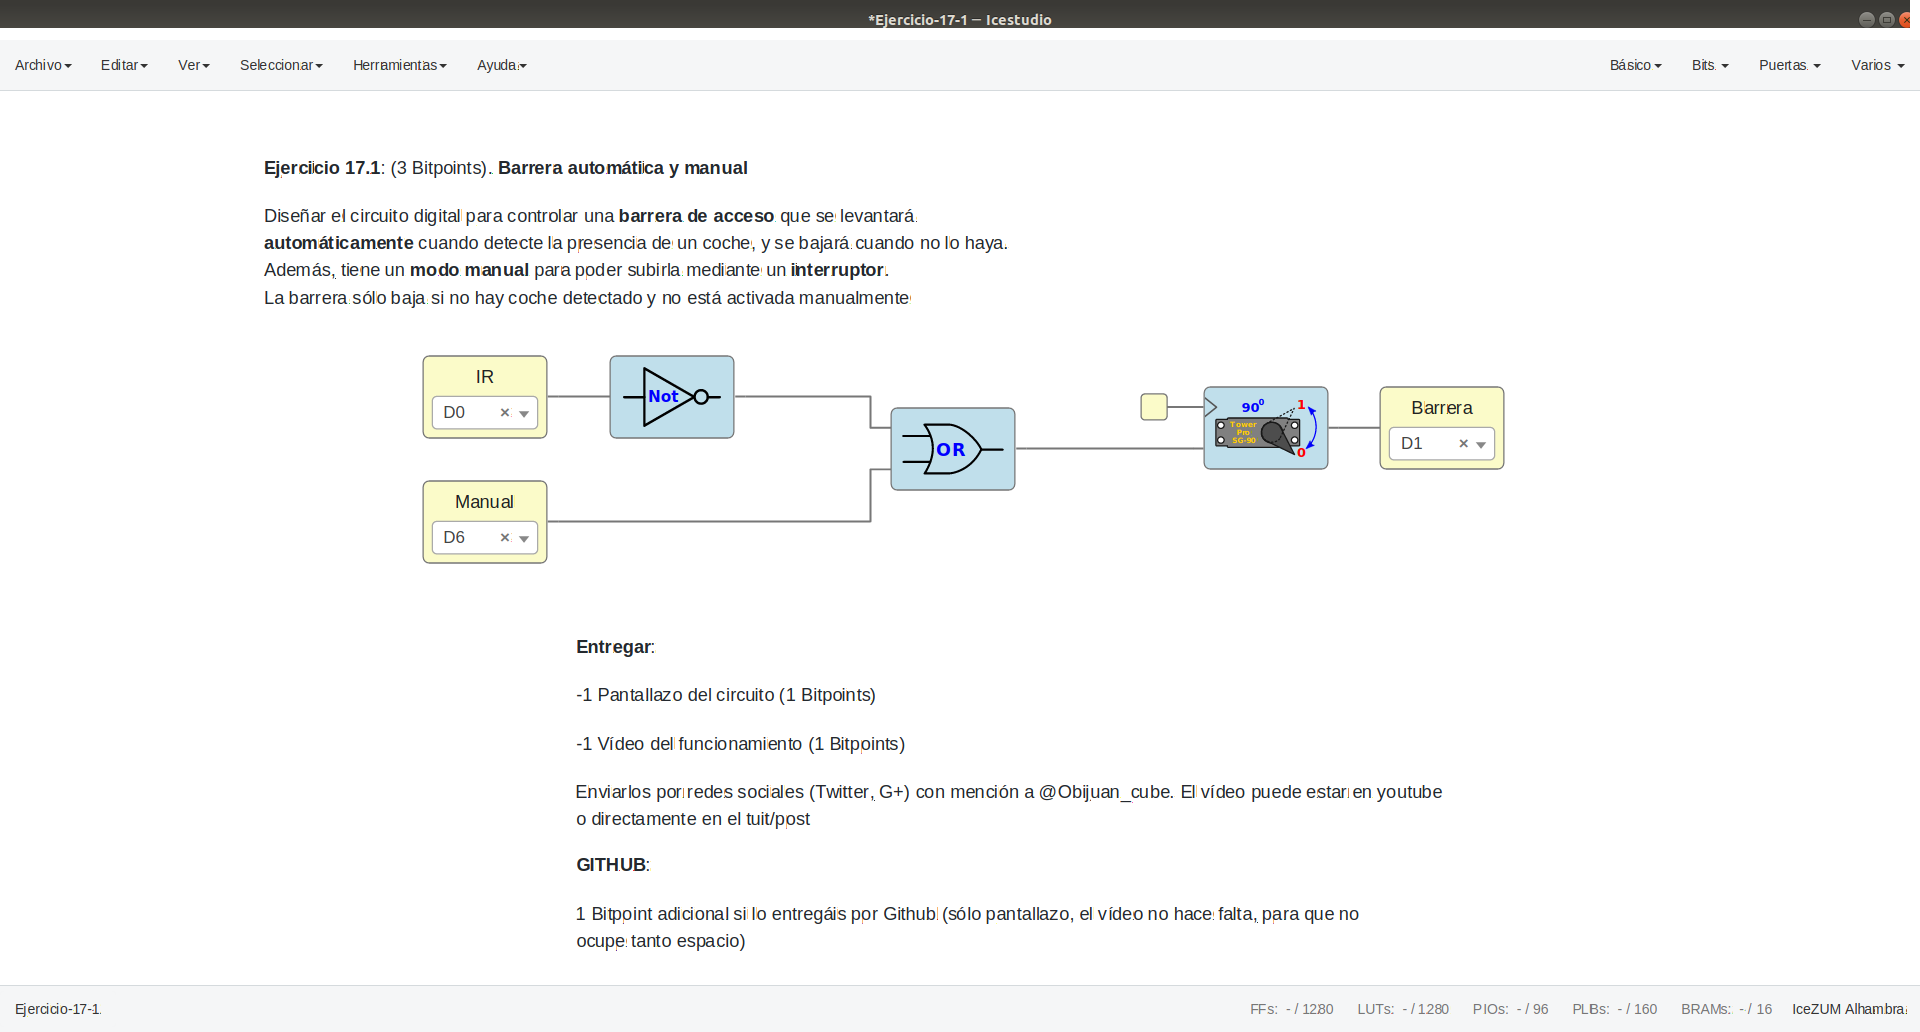 *Ejercicio-17-1 — Icestudio
Archivo Editar Ver Seleccionar Herramientas Ayuda Básico Bits Puertas Varios
Ejercicio 17.1: (3 Bitpoints). Barrera automática y manual
Diseñar el circuito digital para controlar una barrera de acceso que se levantará
automáticamente cuando detecte la presencia de un coche, y se bajará cuando no lo haya.
Además, tiene un modo manual para poder subirla mediante un interruptor.
La barrera sólo baja si no hay coche detectado y no está activada manualmente
IR
D0
Not
Manual
D6
OR
90⁰
1
Tower
Pro
SG-90
0
Barrera
D1
Entregar:
-1 Pantallazo del circuito (1 Bitpoints)
-1 Vídeo del funcionamiento (1 Bitpoints)
Enviarlos por redes sociales (Twitter, G+) con mención a @Obijuan_cube. El vídeo puede estar en youtube
o directamente en el tuit/post
GITHUB:
1 Bitpoint adicional si lo entregáis por Github (sólo pantallazo, el vídeo no hace falta, para que no
ocupe tanto espacio)
Ejercicio-17-1 FFs: - / 1280 LUTs: - / 1280 PIOs: - / 96 PLBs: - / 160 BRAMs: - / 16 IceZUM Alhambra